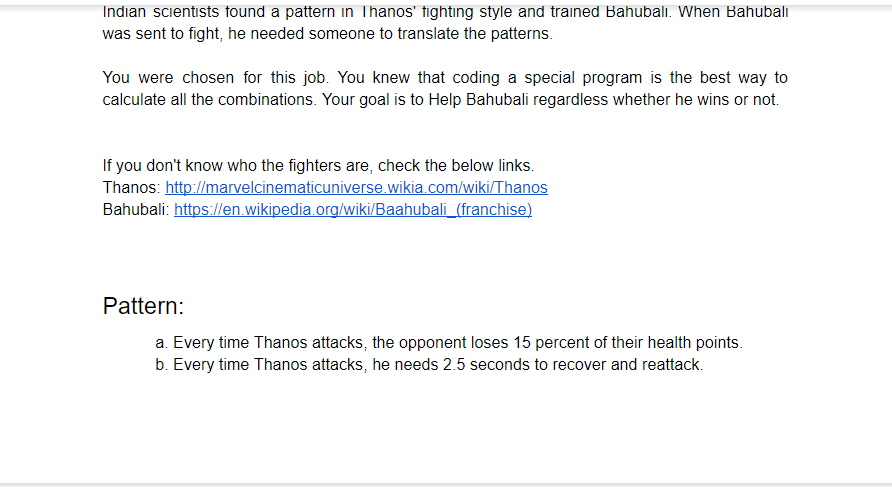 Indian scientists found a pattern in Thanos' fighting style and trained Bahubali. When Bahubali
was sent to fight, he needed someone to translate the patterns.
You were chosen for this job. You knew that coding a special program is the best way to
calculate all the combinations. Your goal is to Help Bahubali regardless whether he wins or not.
If you don't know who the fighters are, check the below links.
Thanos: http://marvelcinematicuniverse.wikia.com/wiki/Thanos
Bahubali: https://en.wikipedia.org/wiki/Baahubali_(franchise)
Pattern:
a. Every time Thanos attacks, the opponent loses 15 percent of their health points.
b. Every time Thanos attacks, he needs 2.5 seconds to recover and reattack.